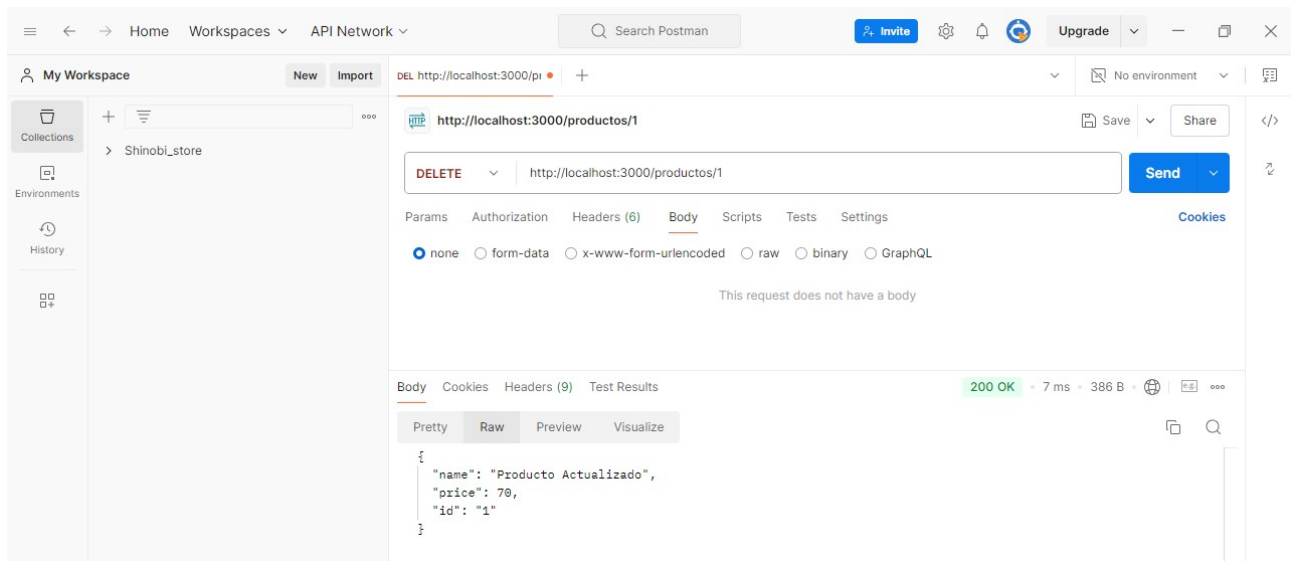 Home Workspaces API Network Search Postman Invite Upgrade
My Workspace New Import DEL http://localhost:3000/pr No environment
Collections
Environments
History
Shinobi_store
HTTP http://localhost:3000/productos/1 Save Share
DELETE http://localhost:3000/productos/1 Send
Params Authorization Headers (6) Body Scripts Tests Settings Cookies
none form-data x-www-form-urlencoded raw binary GraphQL
This request does not have a body
Body Cookies Headers (9) Test Results 200 OK 7 ms 386 B e.g.
Pretty Raw Preview Visualize
{
"name": "Producto Actualizado",
"price": 70,
"id": "1"
}